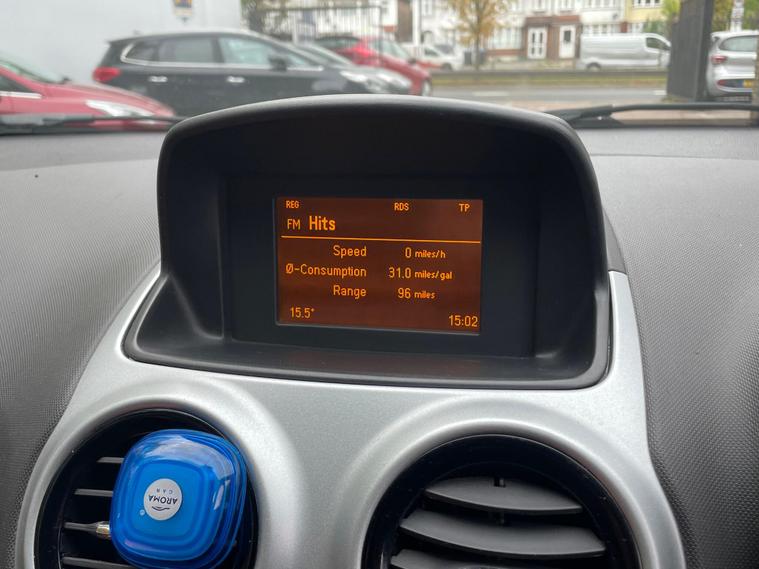 REG RDS TP
FM Hits
Speed 0 miles/h
Ø-Consumption 31.0 miles/gal
Range 96 miles
15.5° 15:02
AROMA
CAR